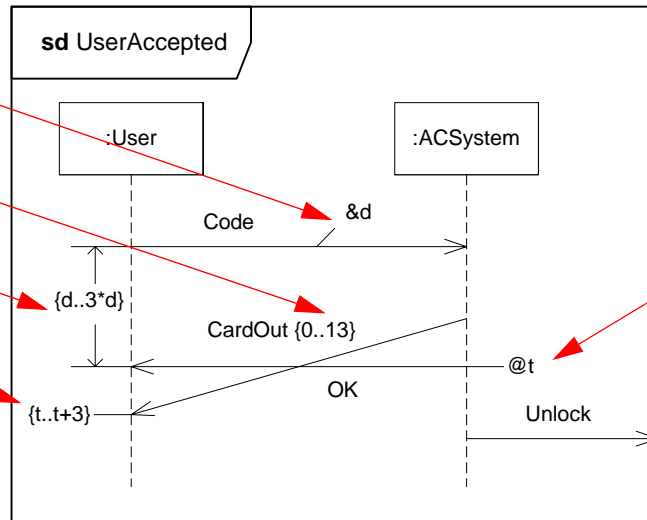 sd UserAccepted
:User
:ACSystem
&d
Code
{d..3*d}
CardOut {0..13}
@t
OK
{t..t+3}
Unlock